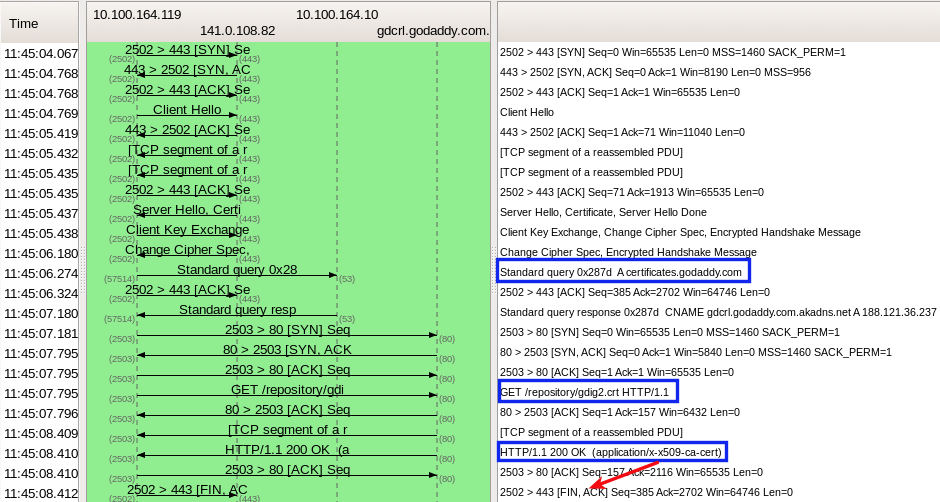 Time 10.100.164.119 141.0.108.82 10.100.164.10 gdcrl.godaddy.com.
11:45:04.067 2502 > 443 [SYN] Se (2502) (443) 2502 > 443 [SYN] Seq=0 Win=65535 Len=0 MSS=1460 SACK_PERM=1
11:45:04.768 443 > 2502 [SYN, AC (2502) (443) 443 > 2502 [SYN, ACK] Seq=0 Ack=1 Win=8190 Len=0 MSS=956
11:45:04.768 2502 > 443 [ACK] Se (2502) (443) 2502 > 443 [ACK] Seq=1 Ack=1 Win=65535 Len=0
11:45:04.769 Client Hello (2502) (443) Client Hello
11:45:05.419 443 > 2502 [ACK] Se (2502) (443) 443 > 2502 [ACK] Seq=1 Ack=71 Win=11040 Len=0
11:45:05.432 [TCP segment of a r (2502) (443) [TCP segment of a reassembled PDU]
11:45:05.435 [TCP segment of a r (2502) (443) [TCP segment of a reassembled PDU]
11:45:05.435 2502 > 443 [ACK] Se (2502) (443) 2502 > 443 [ACK] Seq=71 Ack=1913 Win=65535 Len=0
11:45:05.437 Server Hello, Certi (2502) (443) Server Hello, Certificate, Server Hello Done
11:45:05.438 Client Key Exchange (2502) (443) Client Key Exchange, Change Cipher Spec, Encrypted Handshake Message
11:45:06.180 Change Cipher Spec, (2502) (443) Change Cipher Spec, Encrypted Handshake Message
11:45:06.274 Standard query 0x28 (57514) (53) Standard query 0x287d A certificates.godaddy.com
11:45:06.324 2502 > 443 [ACK] Se (2502) (443) 2502 > 443 [ACK] Seq=385 Ack=2702 Win=64746 Len=0
11:45:07.180 Standard query resp (57514) (53) Standard query response 0x287d CNAME gdcrl.godaddy.com.akadns.net A 188.121.36.237
11:45:07.181 2503 > 80 [SYN] Seq (2503) (80) 2503 > 80 [SYN] Seq=0 Win=65535 Len=0 MSS=1460 SACK_PERM=1
11:45:07.795 80 > 2503 [SYN, ACK (2503) (80) 80 > 2503 [SYN, ACK] Seq=0 Ack=1 Win=5840 Len=0 MSS=1460 SACK_PERM=1
11:45:07.795 2503 > 80 [ACK] Seq (2503) (80) 2503 > 80 [ACK] Seq=1 Ack=1 Win=65535 Len=0
11:45:07.795 GET /repository/gdi (2503) (80) GET /repository/gdig2.crt HTTP/1.1
11:45:07.796 80 > 2503 [ACK] Seq (2503) (80) 80 > 2503 [ACK] Seq=1 Ack=157 Win=6432 Len=0
11:45:08.409 [TCP segment of a r (2503) (80) [TCP segment of a reassembled PDU]
11:45:08.410 HTTP/1.1 200 OK (a (2503) (80) HTTP/1.1 200 OK (application/x-x509-ca-cert)
11:45:08.410 2503 > 80 [ACK] Seq (2503) (80) 2503 > 80 [ACK] Seq=157 Ack=2116 Win=65535 Len=0
11:45:08.412 2502 > 443 [FIN, AC (2502) (443) 2502 > 443 [FIN, ACK] Seq=385 Ack=2702 Win=64746 Len=0